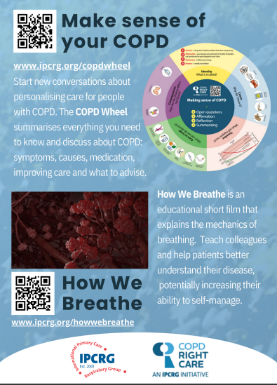 Make sense of
your COPD
www.ipcrg.org/copdwheel
Start new conversations about
personalising care for people
with COPD. The COPD Wheel
summarises everything you need
to know and discuss about COPD:
symptoms, causes, medication,
improving care and what to advise.
Making sense of COPD
How We Breathe is an
educational short film that
explains the mechanics of
breathing. Teach colleagues
and help patients better
understand their disease,
potentially increasing their
ability to self-manage.
How We
Breathe
www.ipcrg.org/howwebreathe
International Primary Care
IPCRG
Respiratory Group
COPD
RIGHT
CARE
AN IPCRG INITIATIVE